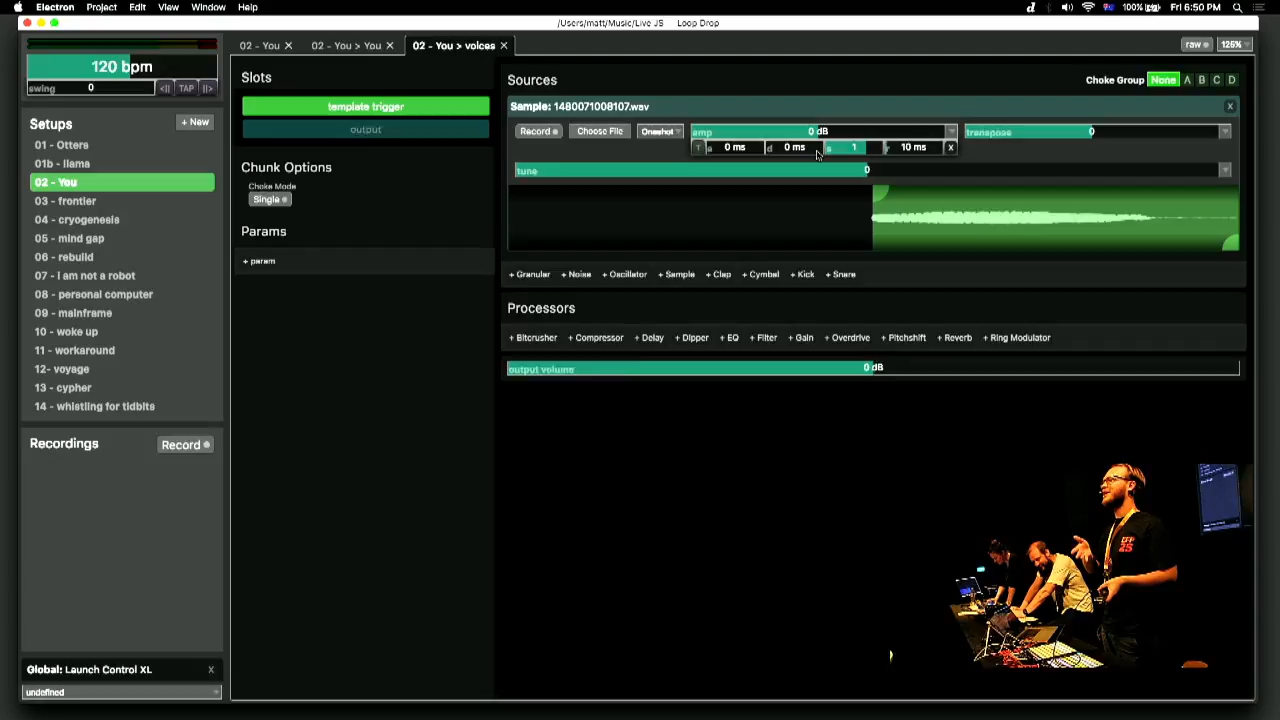 Electron Project Edit View Window Help
100% Fri 6:50 PM
/Users/matt/Music/Live JS Loop Drop
120 bpm
swing 0 TAP
Setups + New
01 - Otters
01b - llama
02 - You
03 - frontier
04 - cryogenesis
05 - mind gap
06 - rebuild
07 - i am not a robot
08 - personal computer
09 - mainframe
10 - woke up
11 - workaround
12- voyage
13 - cypher
14 - whistling for tidbits
Recordings Record
Global: Launch Control XL X
undefined
02 - You X 02 - You > You X 02 - You > voices X
raw 125%
Slots
template trigger
output
Chunk Options
Choke Mode
Single
Params
+ param
Sources
Choke Group None A B C D
Sample: 1480071008107.wav X
Record Choose File Oneshot amp 0 dB transpose 0
T a 0 ms d 0 ms s 1 r 10 ms X
tune 0
+ Granular + Noise + Oscillator + Sample + Clap + Cymbal + Kick + Snare
Processors
+ Bitcrusher + Compressor + Delay + Dipper + EQ + Filter + Gain + Overdrive + Pitchshift + Reverb + Ring Modulator
output volume 0 dB